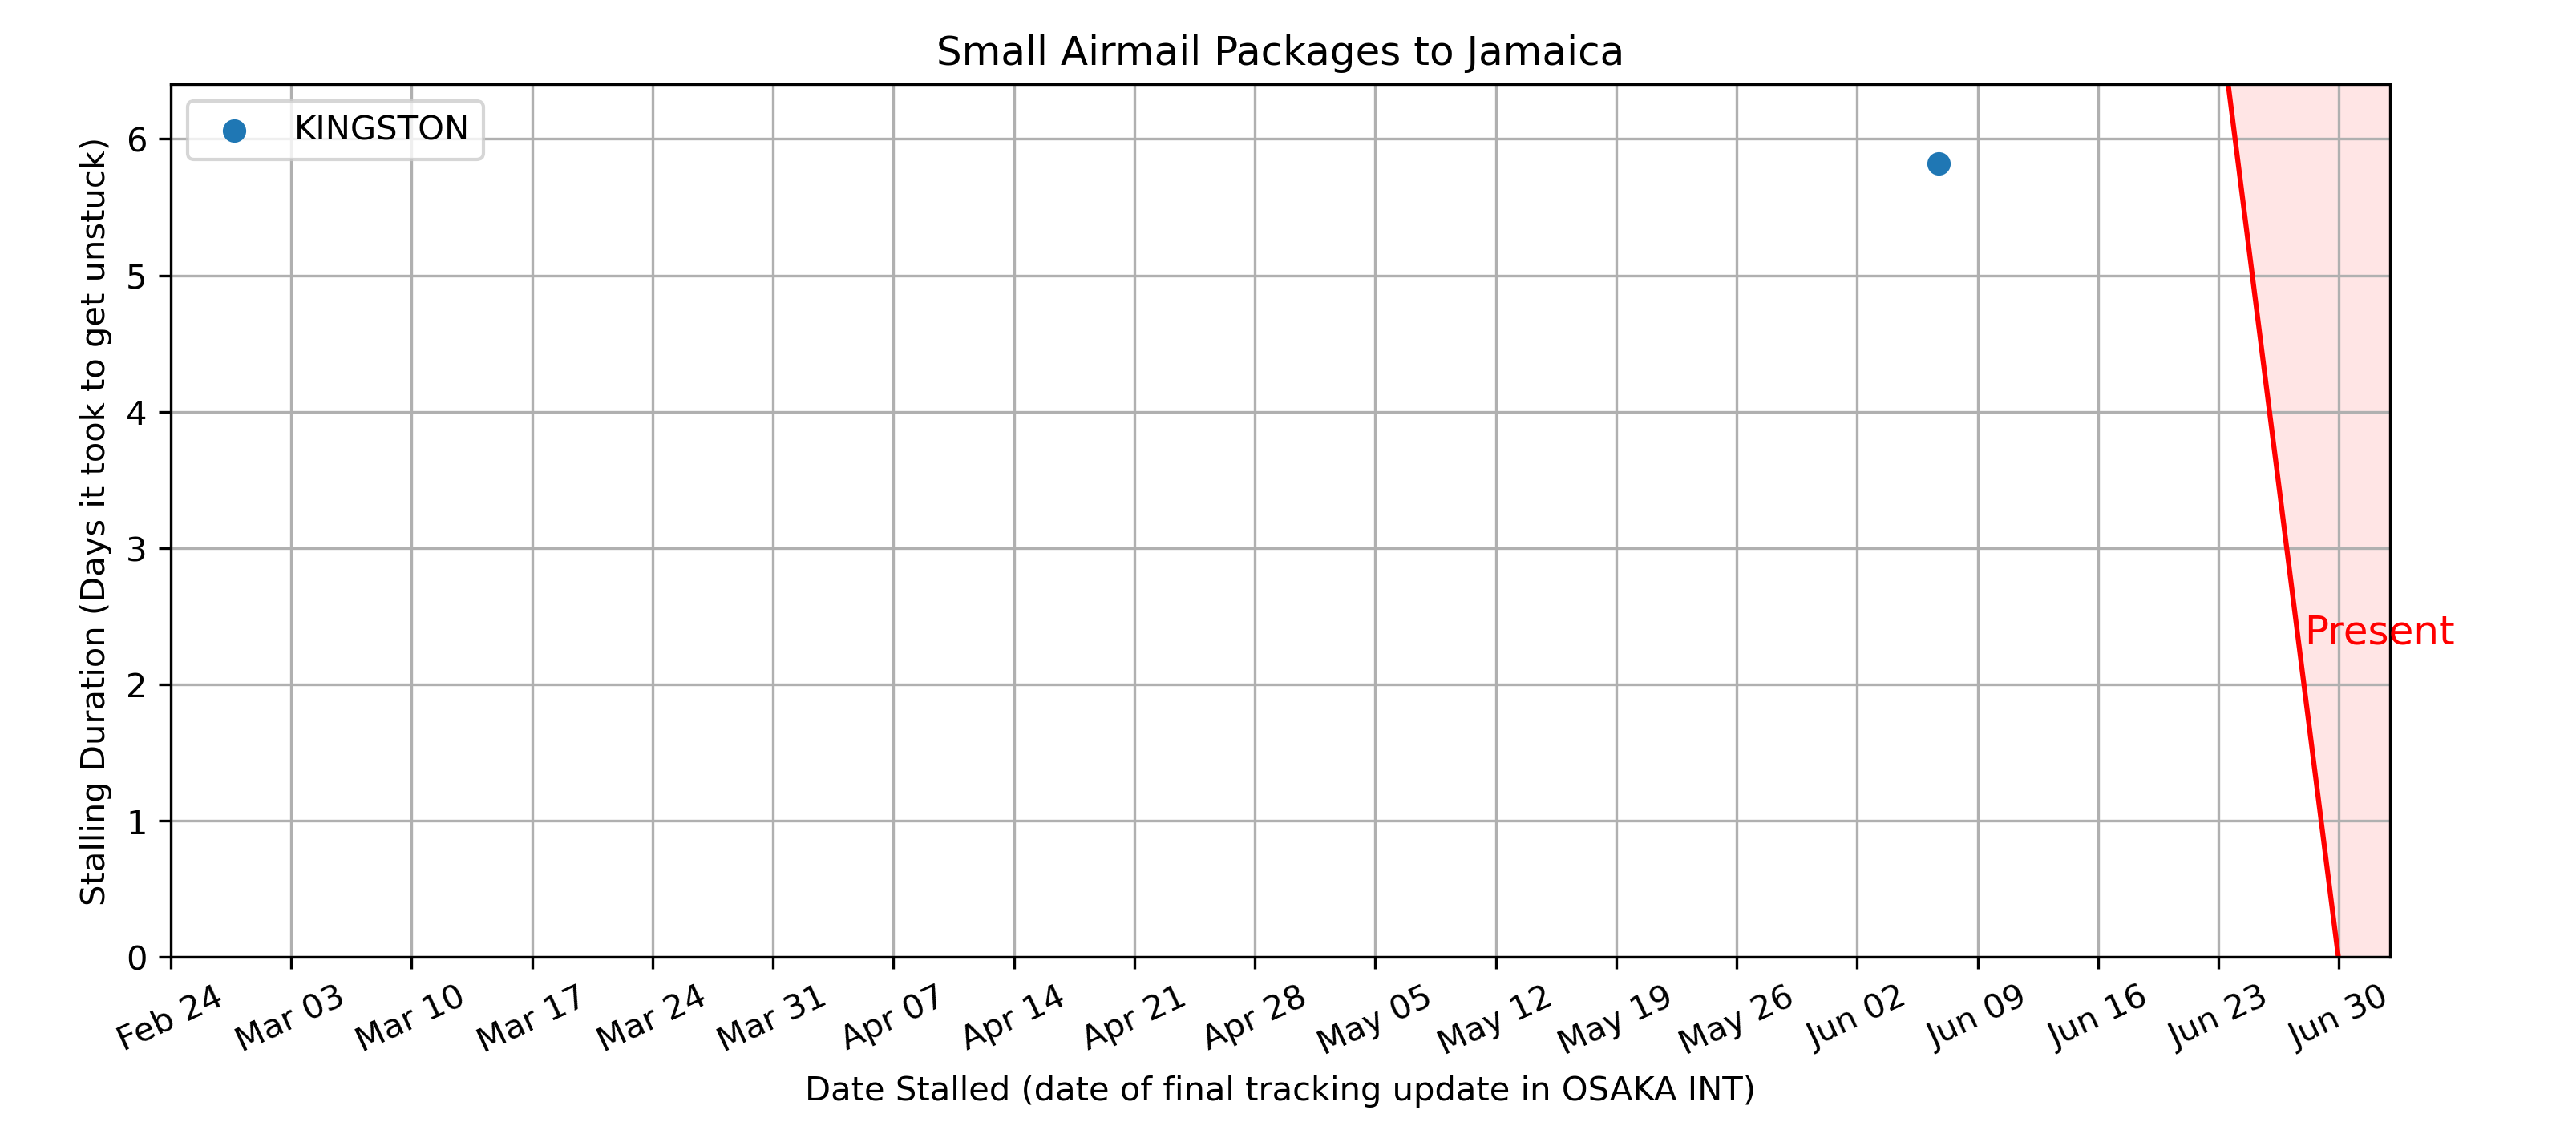 Small Airmail Packages to Jamaica
KINGSTON
Stalling Duration (Days it took to get unstuck)
6
5
4
3
2
1
0
Present
Feb 24
Mar 03
Mar 10
Mar 17
Mar 24
Mar 31
Apr 07
Apr 14
Apr 21
Apr 28
May 05
May 12
May 19
May 26
Jun 02
Jun 09
Jun 16
Jun 23
Jun 30
Date Stalled (date of final tracking update in OSAKA INT)